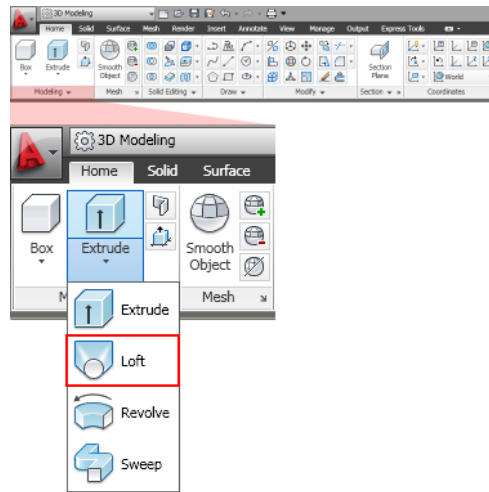 3D Modeling
Home Solid Surface Mesh Render Insert Annotate View Manage Output Express Tools
Box Extrude Smooth Object Section Plane World
Modeling Mesh Solid Editing Draw Modify Section Coordinates
3D Modeling
Home Solid Surface
Box Extrude Smooth
Object
M Mesh
Extrude
Loft
Revolve
Sweep